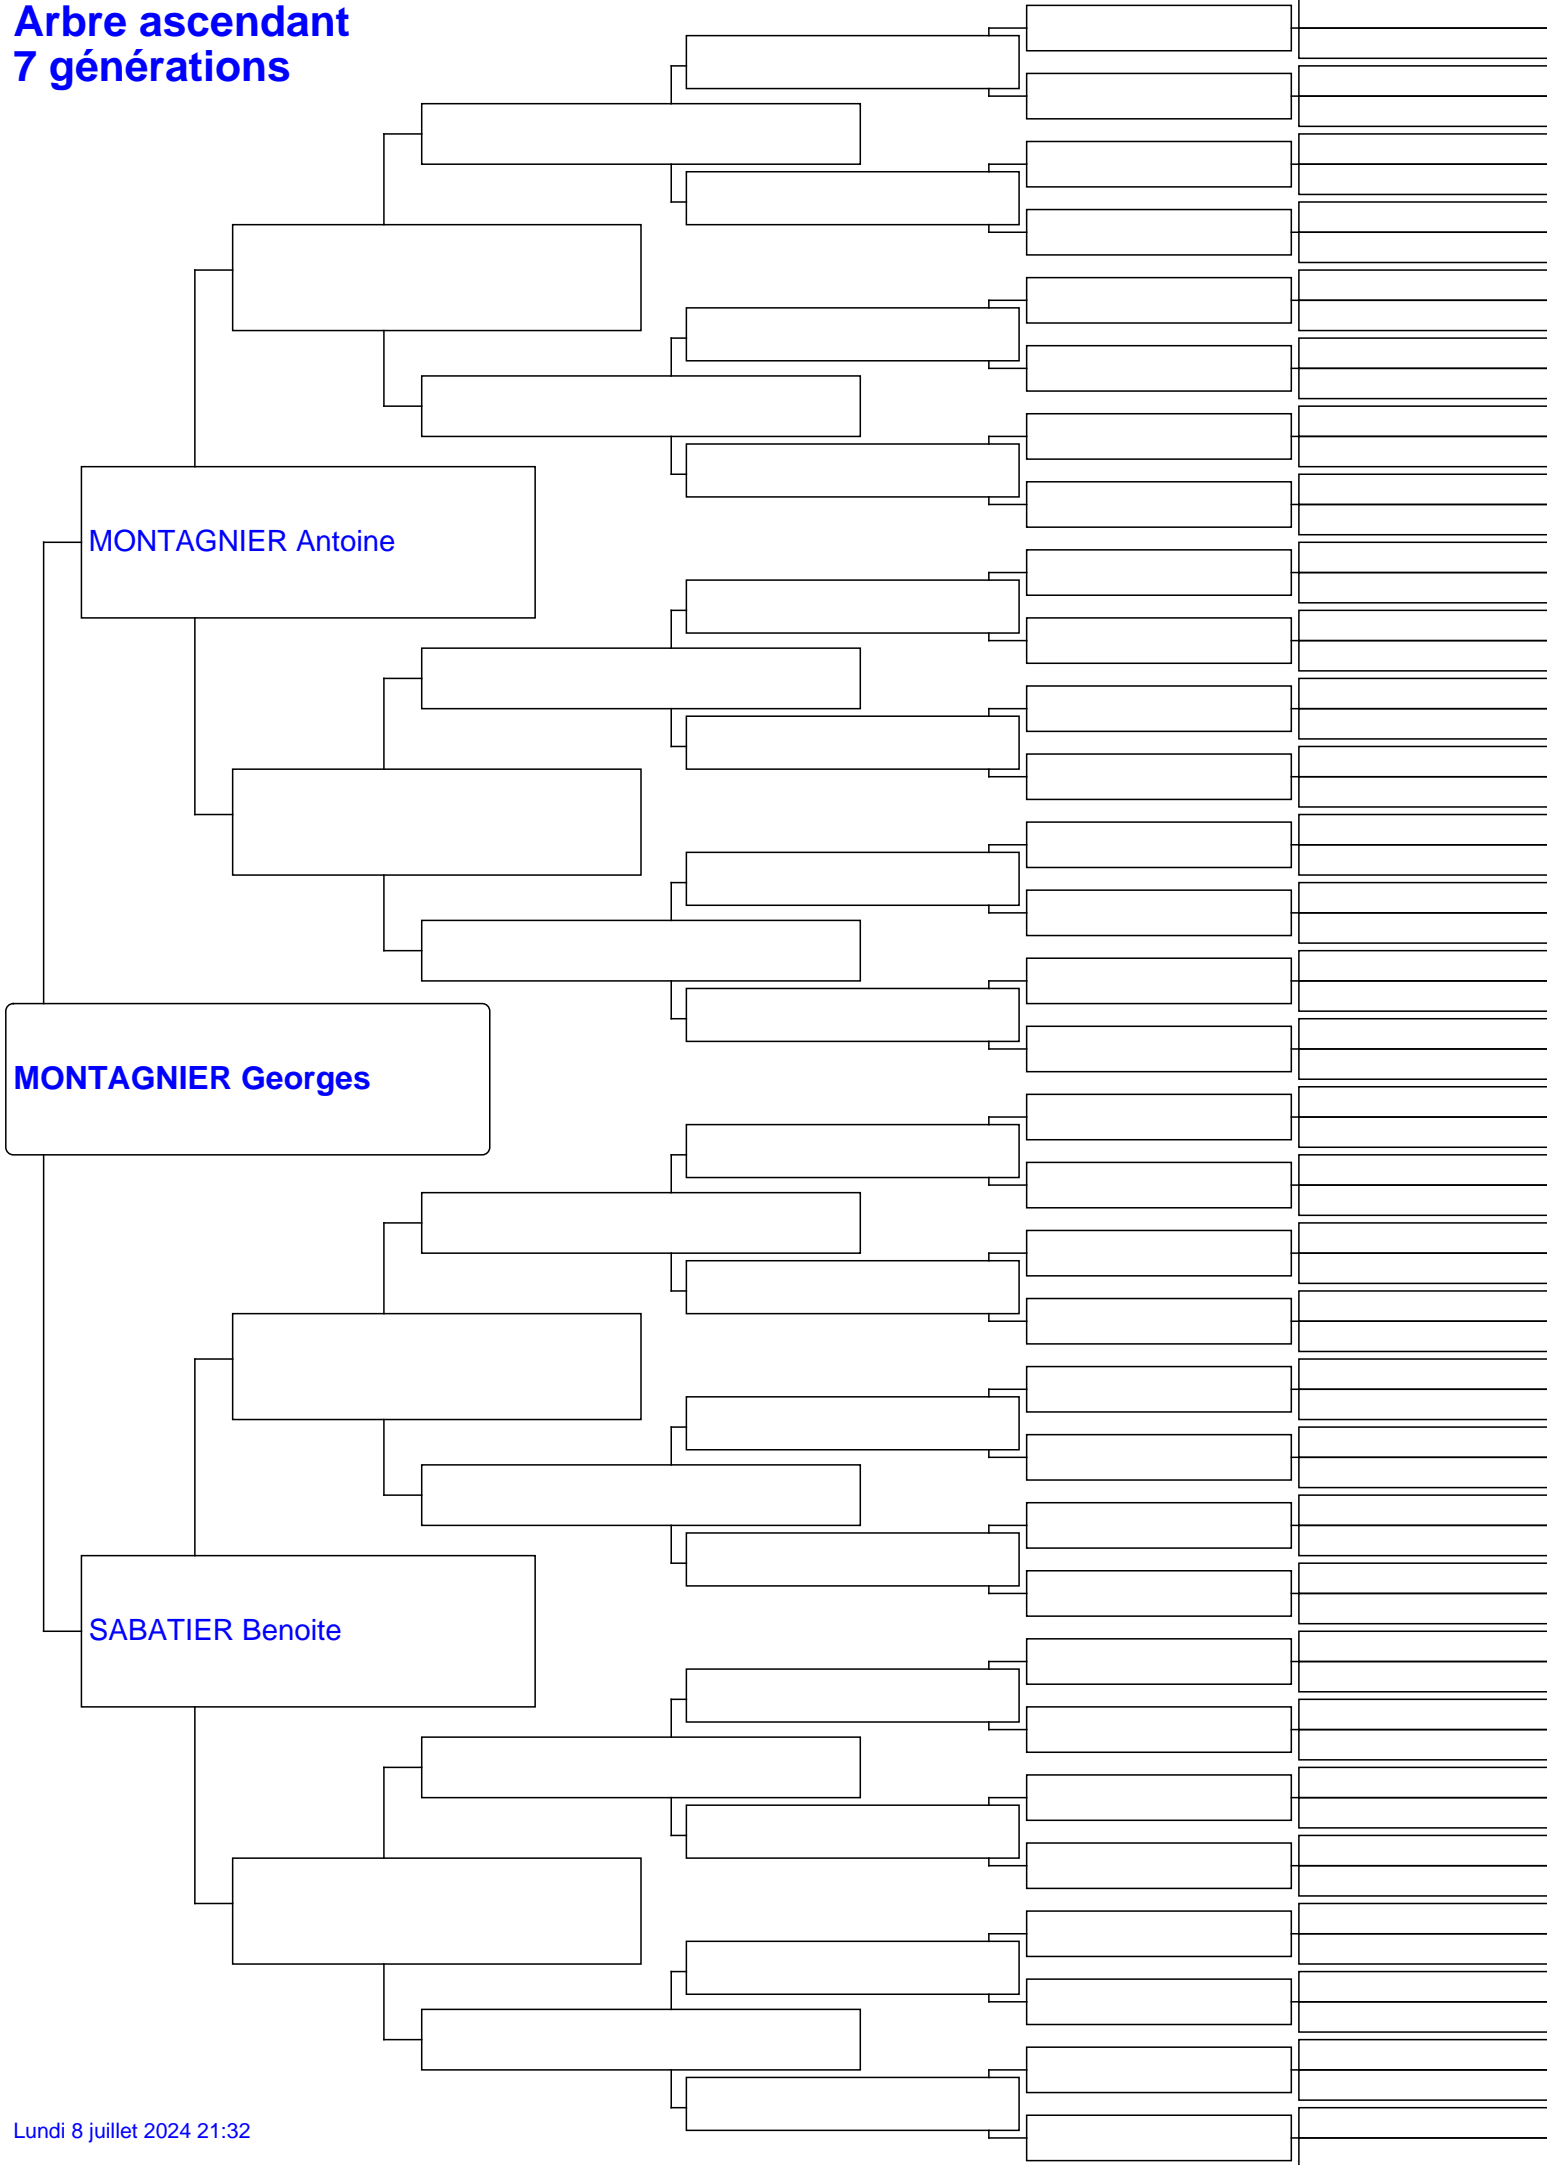 Arbre ascendant
7 générations
MONTAGNIER Antoine
MONTAGNIER Georges
SABATIER Benoite
Lundi 8 juillet 2024 21:32